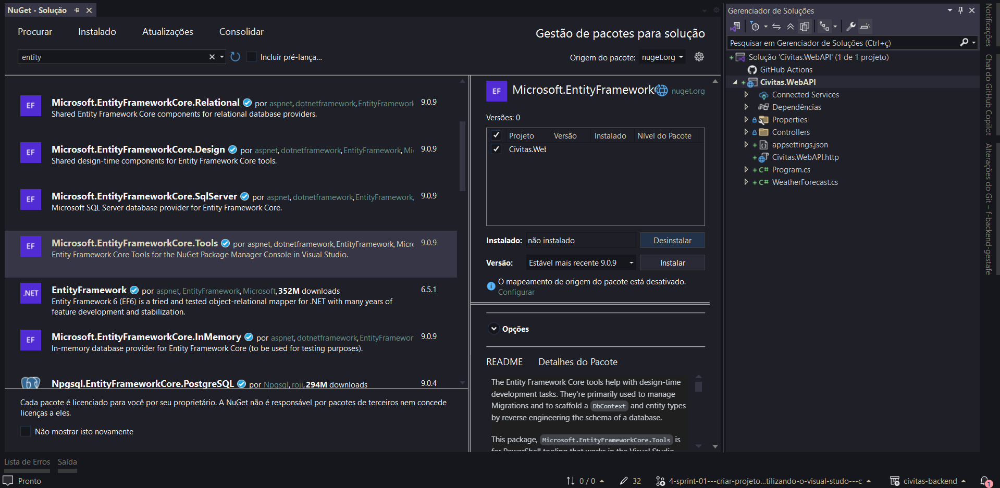 NuGet - Solução
Procurar
Instalado
Atualizações
Consolidar
Gestão de pacotes para solução
entity
Incluir pré-lança...
Origem do pacote:
nuget.org
EF
Microsoft.EntityFrameworkCore.Relational por aspnet, dotnetframework, EntityFramework
9.0.9
Shared Entity Framework Core components for relational database providers.
EF
Microsoft.EntityFrameworkCore.Design por aspnet, dotnetframework, EntityFramework, Mi
9.0.9
Shared design-time components for Entity Framework Core tools.
EF
Microsoft.EntityFrameworkCore.SqlServer por aspnet, dotnetframework, EntityFramework,
9.0.9
Microsoft SQL Server database provider for Entity Framework Core.
EF
Microsoft.EntityFrameworkCore.Tools por aspnet, dotnetframework, EntityFramework, Micro
9.0.9
Entity Framework Core Tools for the NuGet Package Manager Console in Visual Studio.
.NET
EntityFramework por aspnet, EntityFramework, Microsoft, 352M downloads
6.5.1
Entity Framework 6 (EF6) is a tried and tested object-relational mapper for .NET with many years of
feature development and stabilization.
EF
Microsoft.EntityFrameworkCore.InMemory por aspnet, dotnetframework, EntityFramewor
9.0.9
In-memory database provider for Entity Framework Core (to be used for testing purposes).
Npgsql.EntityFrameworkCore.PostgreSQL por Npgsql, roji, 294M downloads
9.0.4
Cada pacote é licenciado para você por seu proprietário. A NuGet não é responsável por pacotes de terceiros nem concede
licenças a eles.
Não mostrar isto novamente
EF
Microsoft.EntityFramework
nuget.org
Versões: 0
Projeto
Versão
Instalado
Nível do Pacote
Civitas.Web
Instalado:
não instalado
Desinstalar
Versão:
Estável mais recente 9.0.9
Instalar
O mapeamento de origem do pacote está desativado.
Configurar
Opções
README
Detalhes do Pacote
The Entity Framework Core tools help with design-time
development tasks. They're primarily used to manage
Migrations and to scaffold a DbContext and entity types
by reverse engineering the schema of a database.
This package, Microsoft.EntityFrameworkCore.Tools is
for PowerShell tooling that works in the Visual Studio
Gerenciador de Soluções
Pesquisar em Gerenciador de Soluções (Ctrl+ç)
Solução 'Civitas.WebAPI' (1 de 1 projeto)
GitHub Actions
Civitas.WebAPI
Connected Services
Dependências
Properties
Controllers
appsettings.json
Civitas.WebAPI.http
C# Program.cs
C# WeatherForecast.cs
Notificações
Chat do GitHub Copilot
Alterações do Git – f-backend-gestafe
Lista de Erros
Saída
Pronto
0 / 0
32
4-sprint-01---criar-projeto...tilizando-o-visual-studo---c
civitas-backend
1